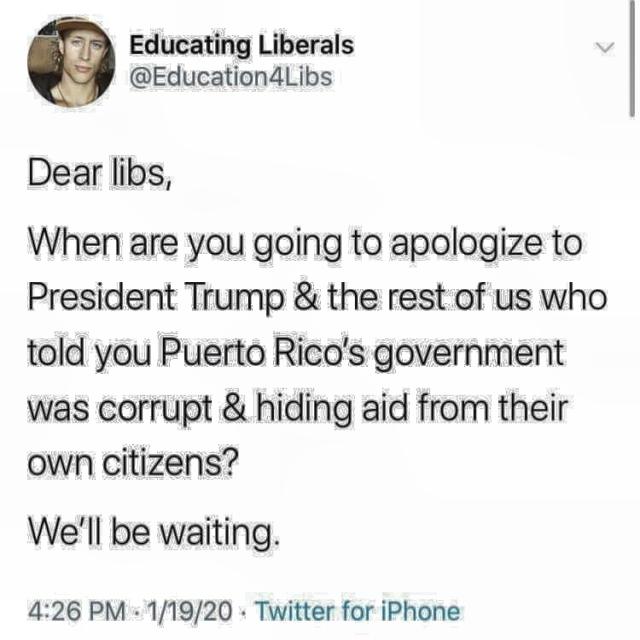 Educating Liberals
@Education4Libs
Dear libs,
When are you going to apologize to
President Trump & the rest of us who
told you Puerto Rico's government
was corrupt & hiding aid from their
own citizens?
We'll be waiting.
4:26 PM · 1/19/20 · Twitter for iPhone